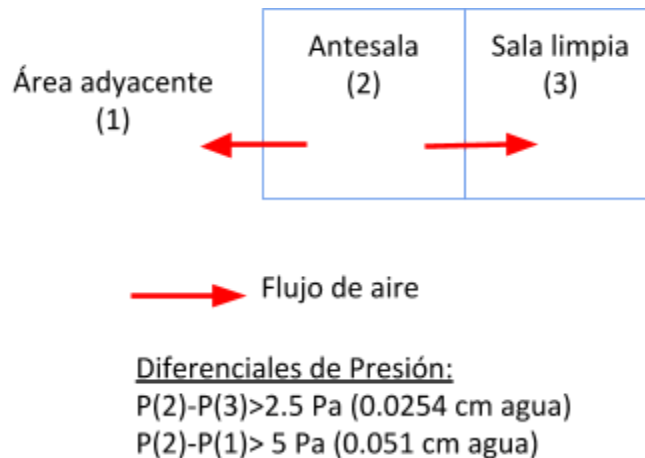 Antesala
(2)
Sala limpia
(3)
Área adyacente
(1)
Flujo de aire
Diferenciales de Presión:
P(2)-P(3)>2.5 Pa (0.0254 cm agua)
P(2)-P(1)> 5 Pa (0.051 cm agua)